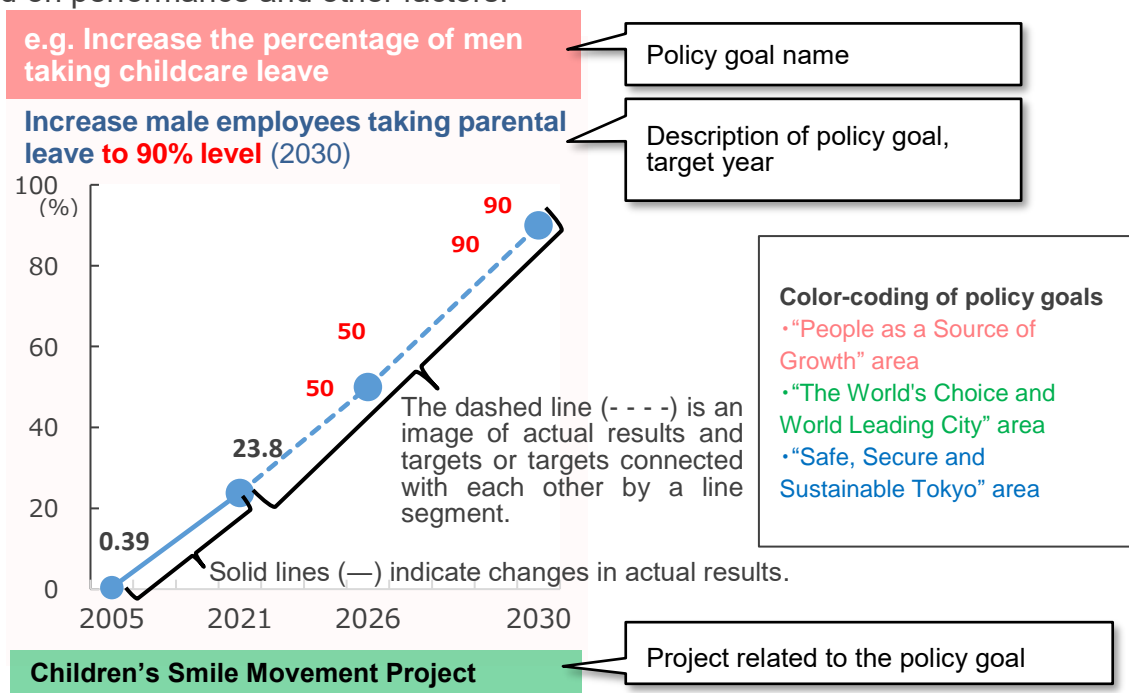 e.g. Increase the percentage of men
taking childcare leave
Policy goal name
Increase male employees taking parental
leave to 90% level (2030)
Description of policy goal,
target year
100
(%)
80
60
40
20
0
90
90
50
50
23.8
0.39
2005
2021
2026
2030
The dashed line (- - - -) is an
image of actual results and
targets or targets connected
with each other by a line
segment.
Solid lines (—) indicate changes in actual results.
Color-coding of policy goals
・“People as a Source of
Growth” area
・“The World's Choice and
World Leading City” area
・“Safe, Secure and
Sustainable Tokyo” area
Children’s Smile Movement Project
Project related to the policy goal